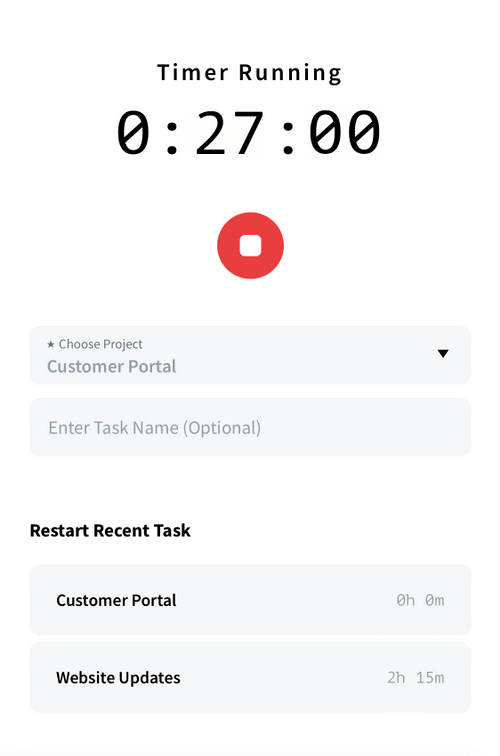 Timer Running
0:27:00
★ Choose Project
Customer Portal
Enter Task Name (Optional)
Restart Recent Task
Customer Portal 0h 0m
Website Updates 2h 15m